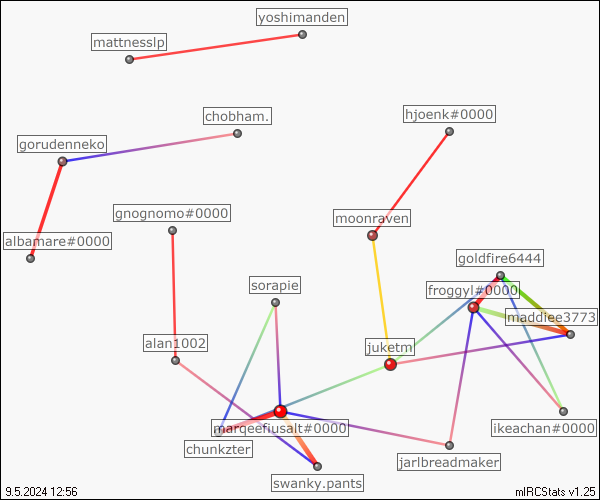 yoshimanden
mattnesslp
chobham.
hjoenk#0000
gorudenneko
gnognomo#0000
moonraven
albamare#0000
goldfire6444
sorapie
froggyl#0000
maddiee3773
alan1002
juketm
marqeefiusalt#0000
ikeachan#0000
chunkzter
jarlbreadmaker
swanky.pants
9.5.2024 12:56
mIRCStats v1.25